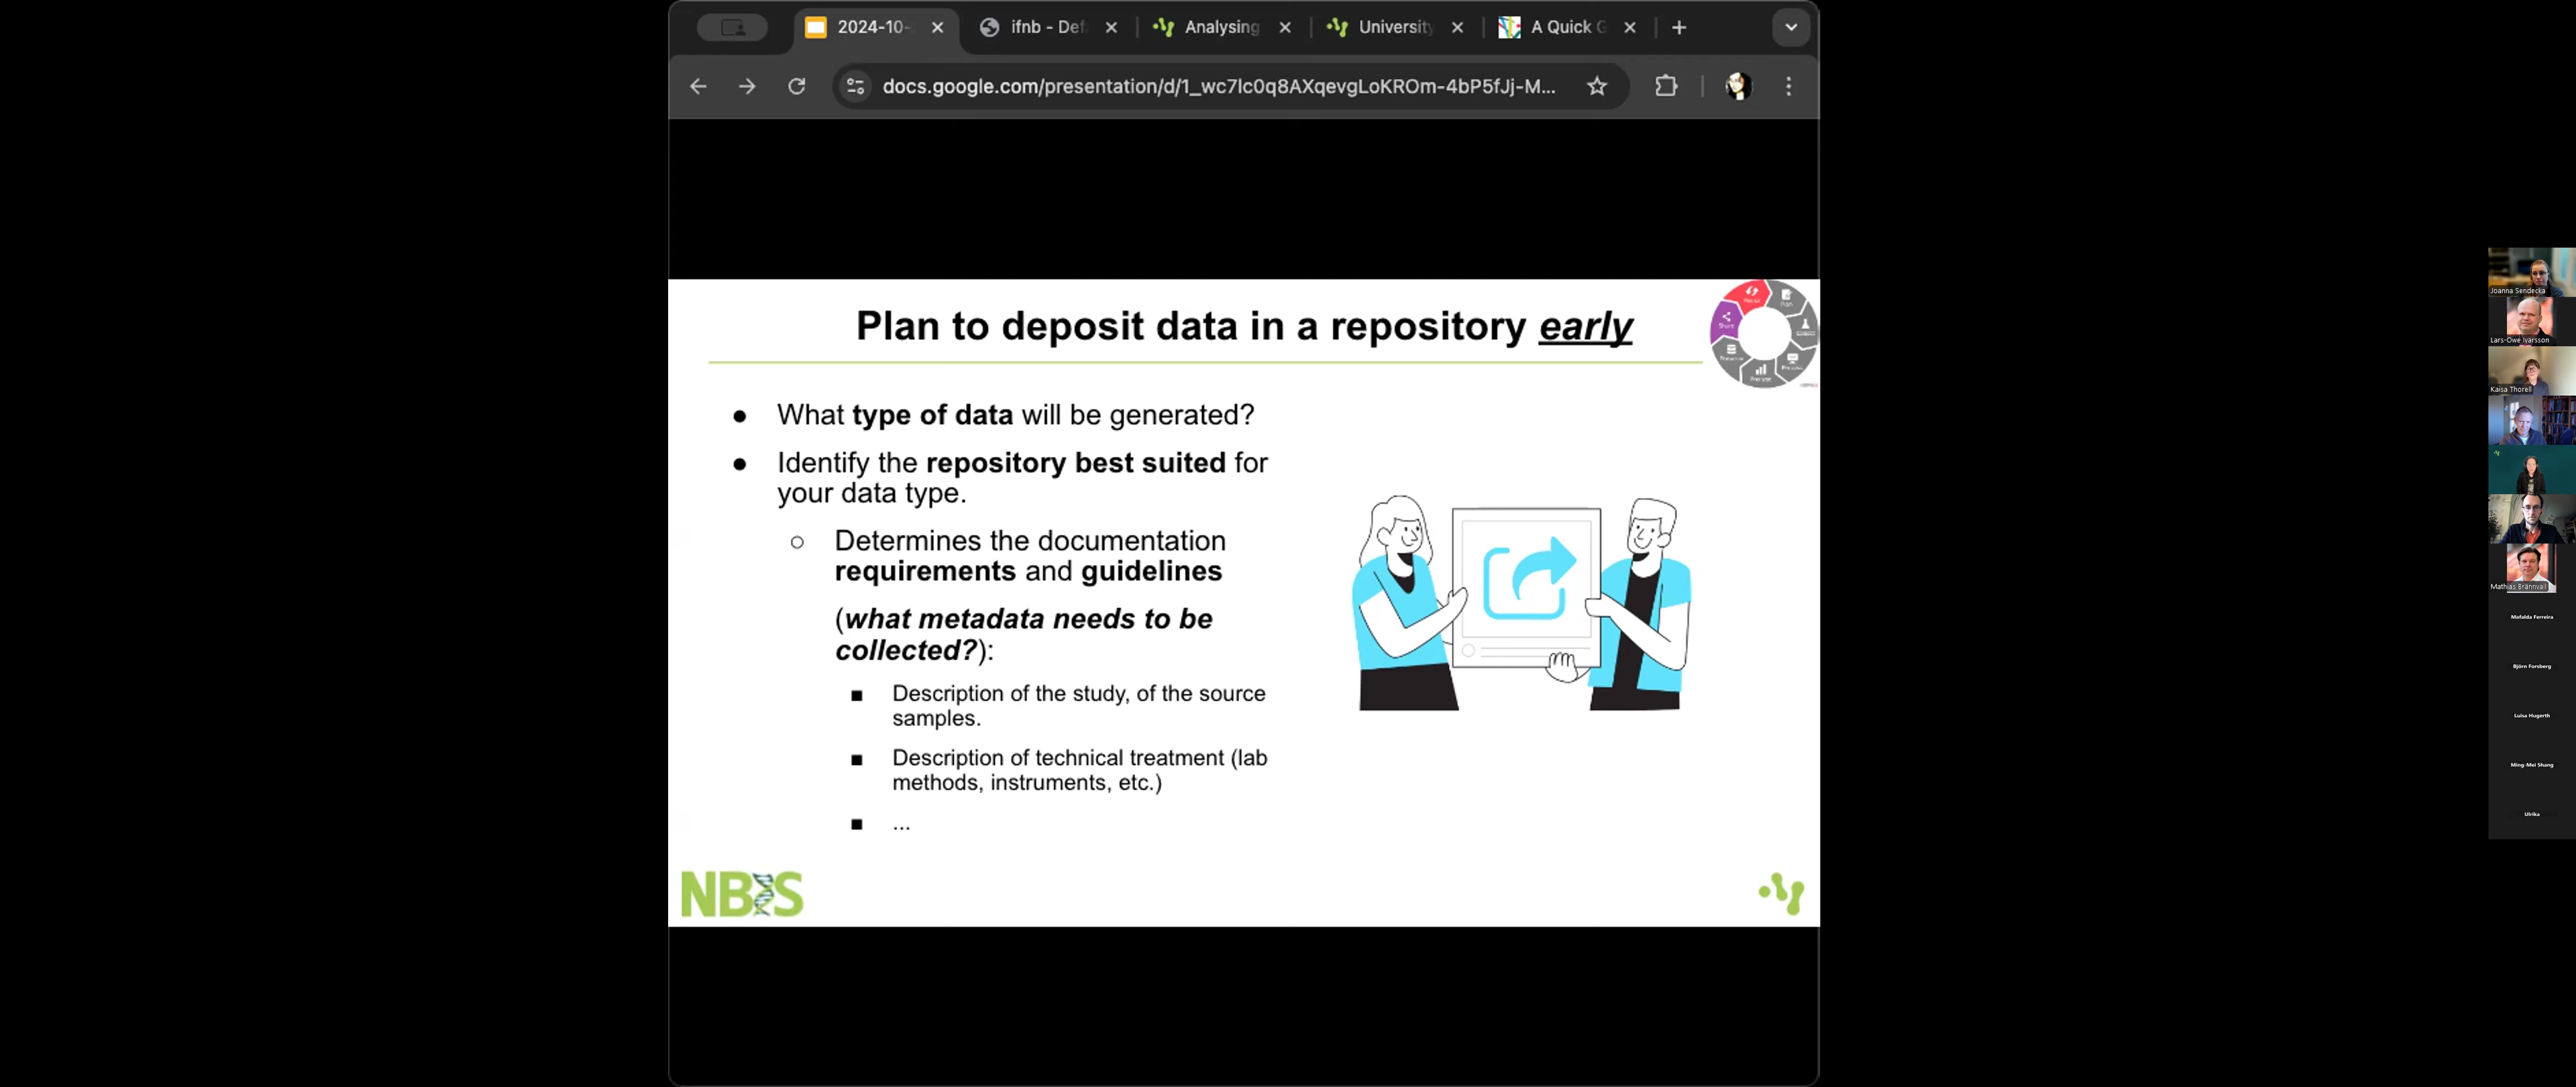 2024-10-
ifnb - Def
Analysing
University
A Quick G
docs.google.com/presentation/d/1_wc7lc0q8AXqevgLoKROm-4bP5fJj-M...
Plan to deposit data in a repository early
Share
Plan
● What type of data will be generated?
● Identify the repository best suited for
your data type.
○ Determines the documentation
requirements and guidelines
(what metadata needs to be
collected?):
■ Description of the study, of the source
samples.
■ Description of technical treatment (lab
methods, instruments, etc.)
■ ...
NBIS
Joanna Sendecka
Lars-Owe Ivarsson
Kaisa Thorell
Mathias Brännvall
Mafalda Ferreira
Björn Forsberg
Luisa Hugerth
Ming-Mei Shang
Ulrika